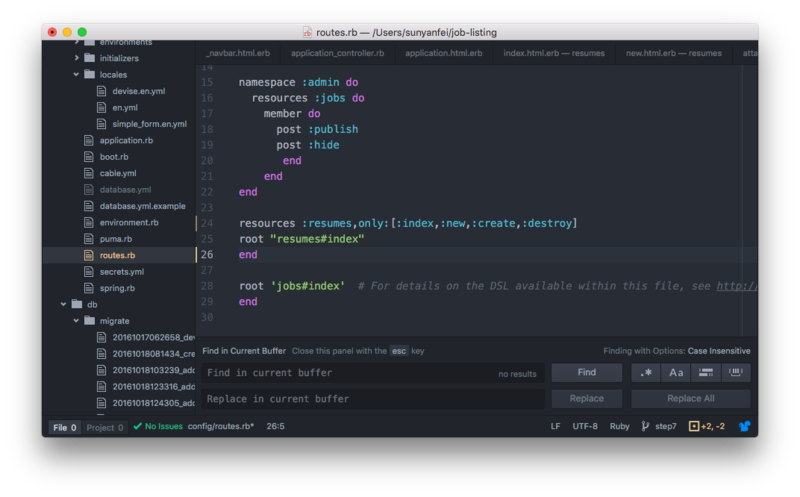 routes.rb — /Users/sunyanfei/job-listing
environments
initializers
locales
devise.en.yml
en.yml
simple_form.en.yml
application.rb
boot.rb
cable.yml
database.yml
database.yml.example
environment.rb
puma.rb
routes.rb
secrets.yml
spring.rb
db
migrate
20161017062658_dev
20161018081434_cre
20161018103239_add
20161018123316_add
20161018124305_add
_navbar.html.erb application_controller.rb application.html.erb index.html.erb — resumes new.html.erb — resumes atta
14
15 namespace :admin do
16 resources :jobs do
17 member do
18 post :publish
19 post :hide
20 end
21 end
22 end
23
24 resources :resumes,only:[:index,:new,:create,:destroy]
25 root "resumes#index"
26 end
27
28 root 'jobs#index' # For details on the DSL available within this file, see http:/
29 end
30
Find in Current Buffer Close this panel with the esc key Finding with Options: Case Insensitive
Find in current buffer no results Find .* Aa
Replace in current buffer Replace Replace All
File 0 Project 0 No Issues config/routes.rb* 26:5 LF UTF-8 Ruby step7 +2, -2